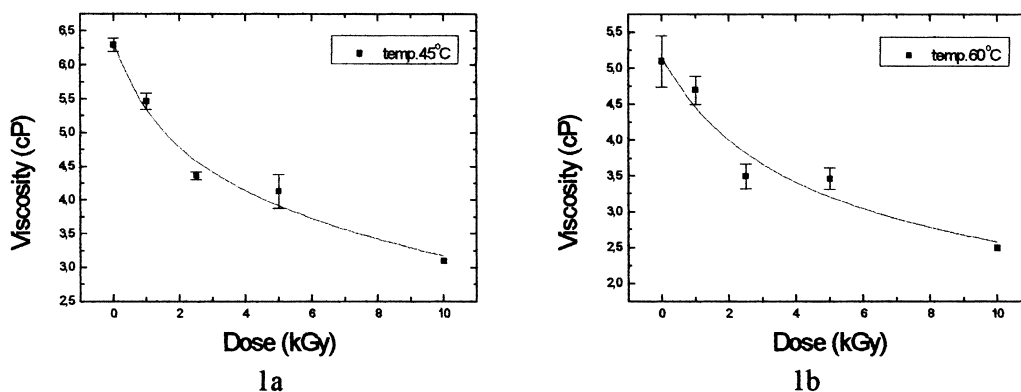 6,5
6,0
5,5
5,0
4,5
4,0
3,5
3,0
2,5
Viscosity (cP)
temp.45°C
0 2 4 6 8 10
Dose (kGy)
1a
5,5
5,0
4,5
4,0
3,5
3,0
2,5
2,0
Viscosity (cP)
temp.60°C
0 2 4 6 8 10
Dose (kGy)
1b